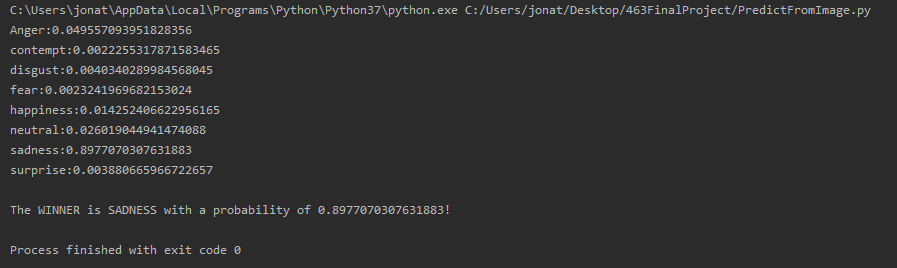 C:\Users\jonat\AppData\Local\Programs\Python\Python37\python.exe C:/Users/jonat/Desktop/463FinalProject/PredictFromImage.py
Anger:0.049557093951828356
contempt:0.0022255317871583465
disgust:0.0040340289984568045
fear:0.0023241969682153024
happiness:0.014252406622956165
neutral:0.026019044941474088
sadness:0.8977070307631883
surprise:0.003880665966722657
The WINNER is SADNESS with a probability of 0.8977070307631883!
Process finished with exit code 0